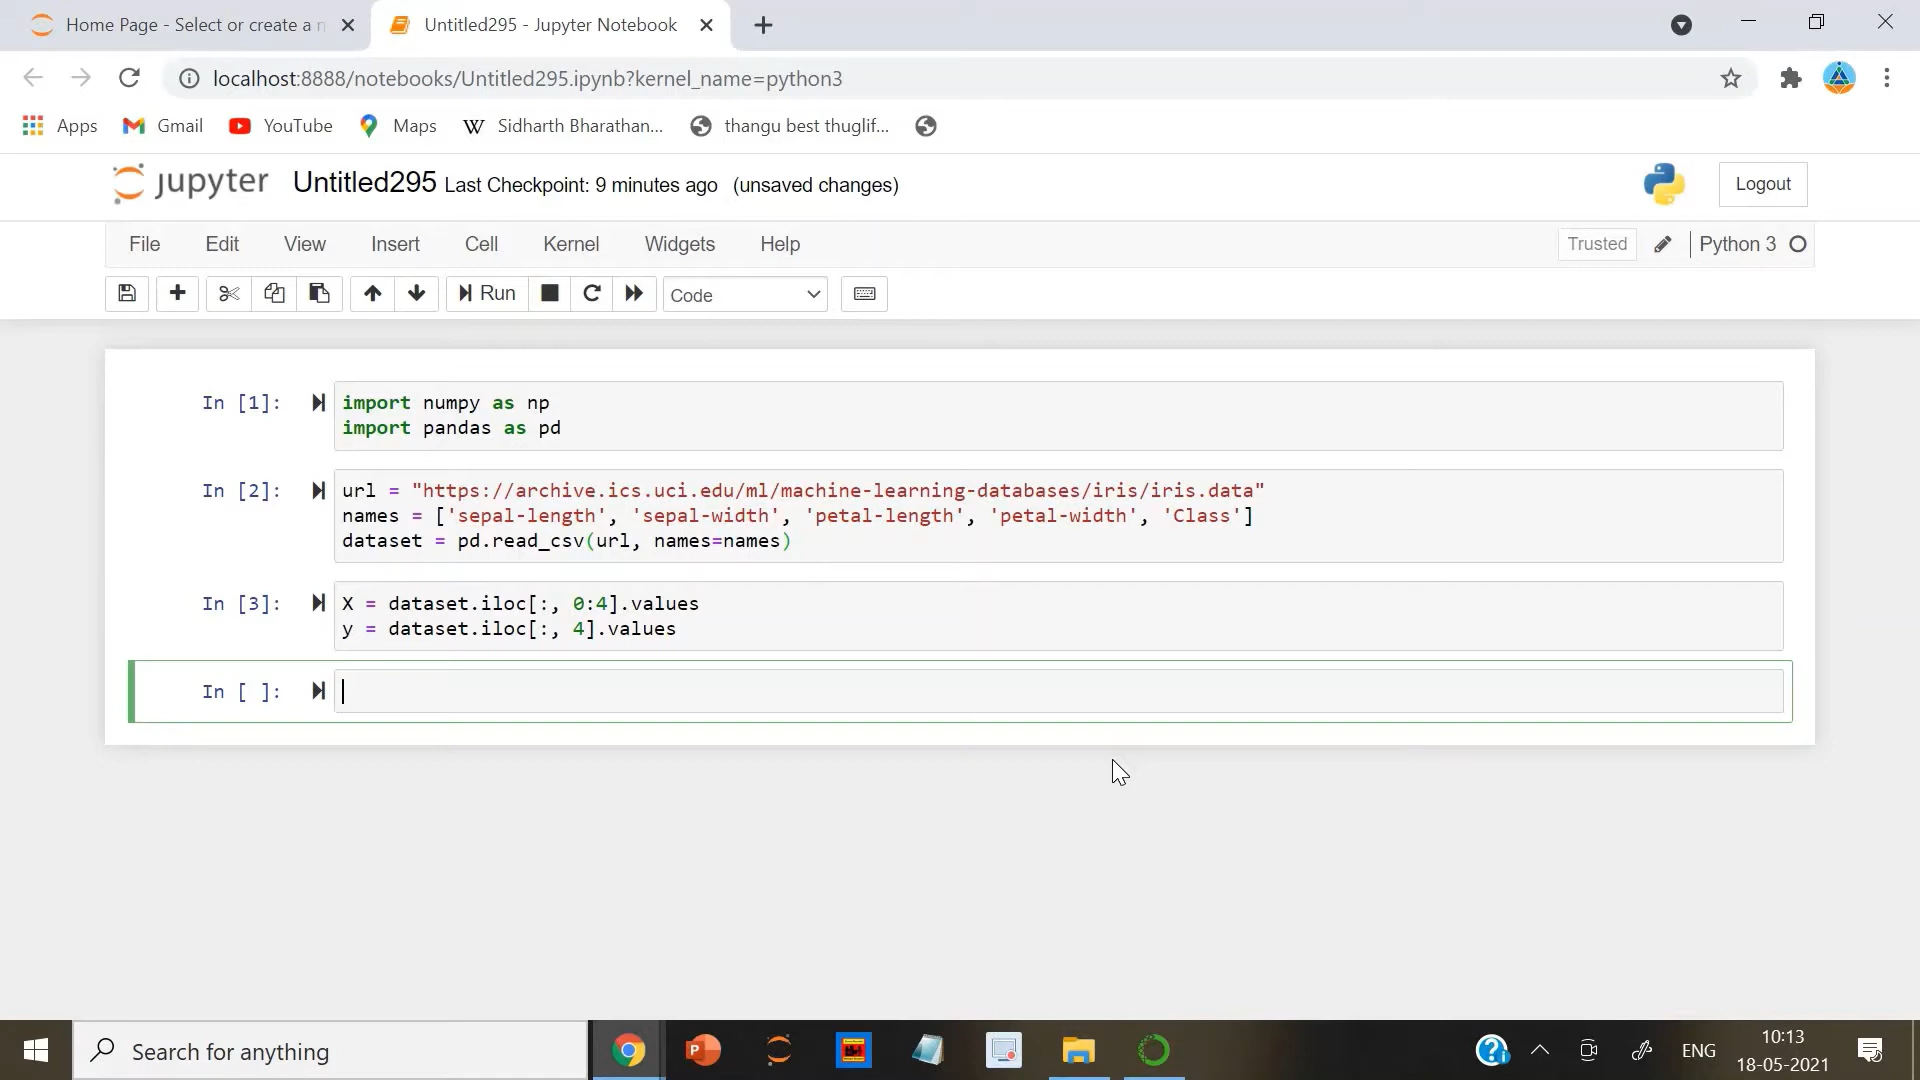 Home Page - Select or create a n
Untitled295 - Jupyter Notebook
localhost:8888/notebooks/Untitled295.ipynb?kernel_name=python3
Apps Gmail YouTube Maps W Sidharth Bharathan... thangu best thuglif...
jupyter Untitled295 Last Checkpoint: 9 minutes ago (unsaved changes) Logout
File Edit View Insert Cell Kernel Widgets Help Trusted Python 3
Run Code
In [1]: import numpy as np
import pandas as pd
In [2]: url = "https://archive.ics.uci.edu/ml/machine-learning-databases/iris/iris.data"
names = ['sepal-length', 'sepal-width', 'petal-length', 'petal-width', 'Class']
dataset = pd.read_csv(url, names=names)
In [3]: X = dataset.iloc[:, 0:4].values
y = dataset.iloc[:, 4].values
In [ ]:
Search for anything
ENG
10:13
18-05-2021